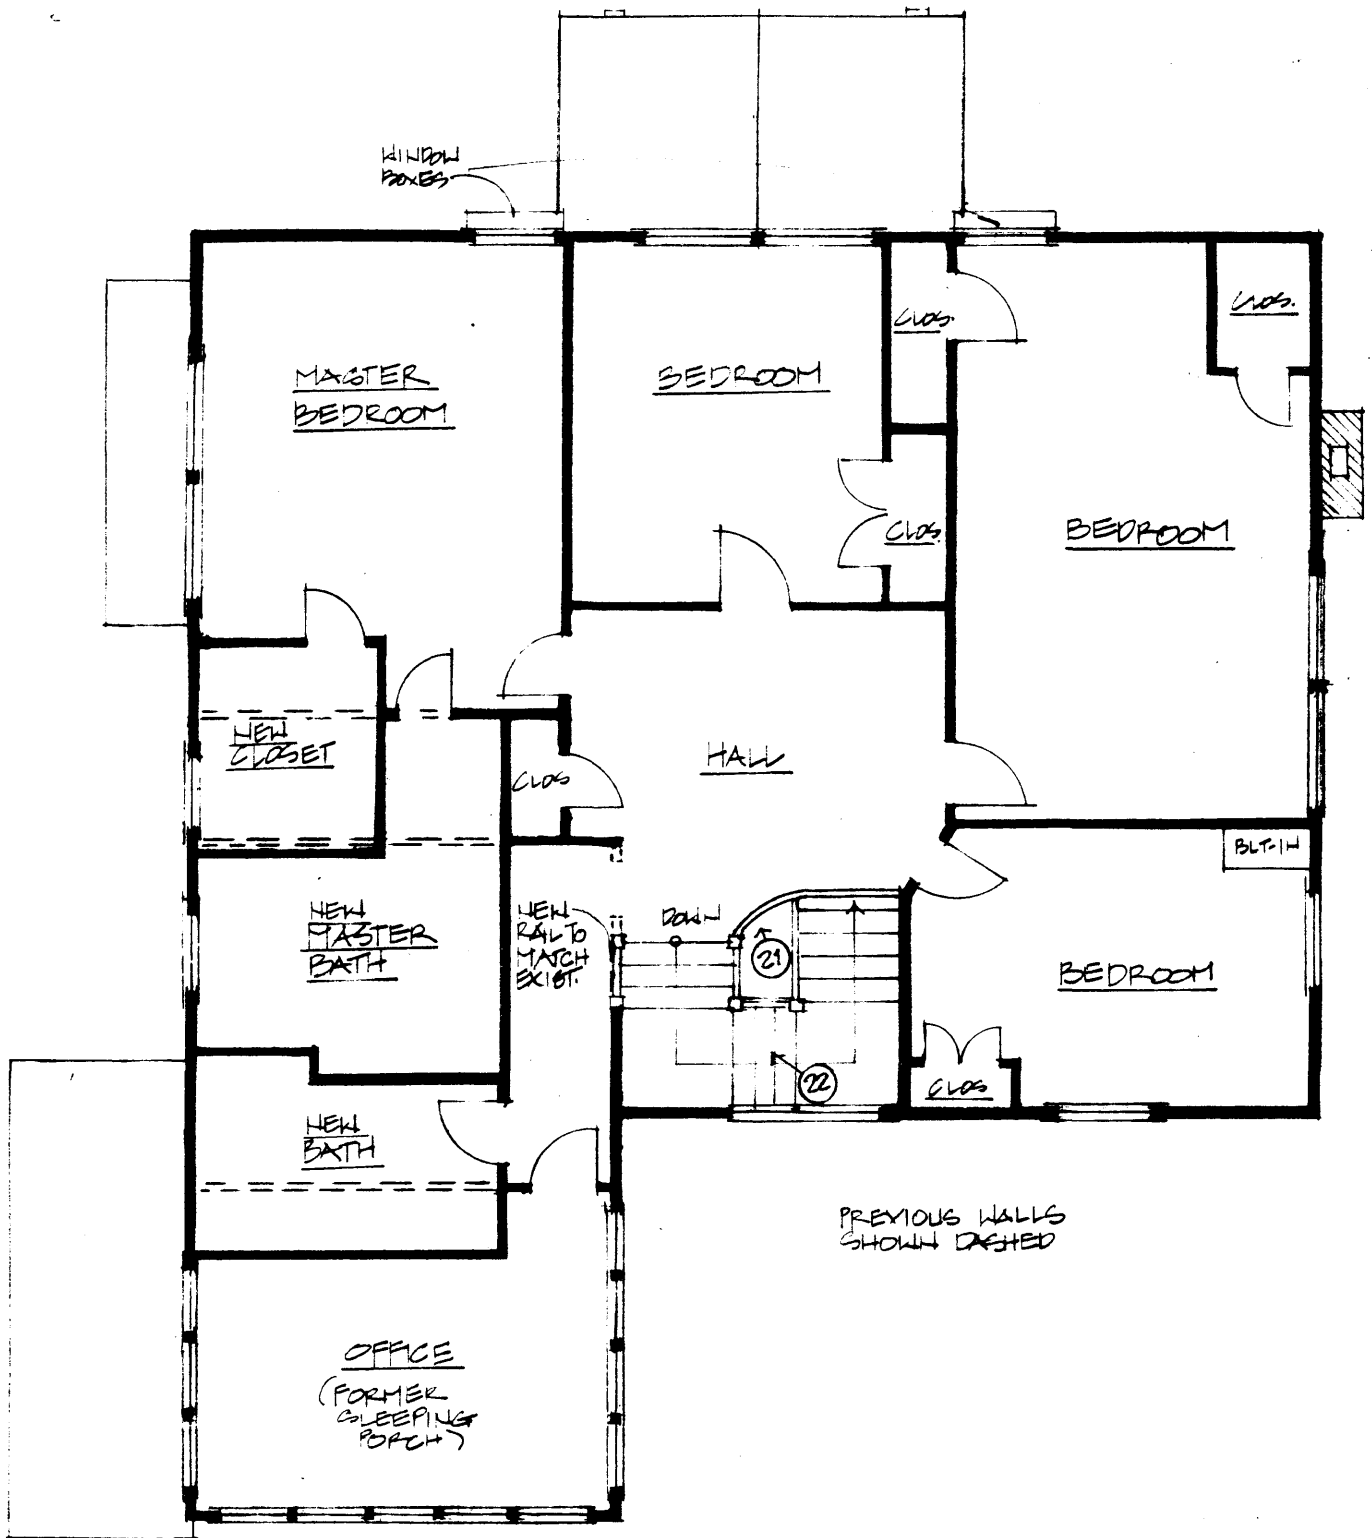 WINDOW
BOXES
MASTER
BEDROOM
BEDROOM
CLOS.
CLOS.
CLOS.
BEDROOM
NEW
CLOSET
CLOS
HALL
BLT-IN
NEW
MASTER
BATH
NEW
RAIL TO
MATCH
EXIST.
DOWN
21
BEDROOM
22
CLOS
NEW
BATH
PREVIOUS WALLS
SHOWN DASHED
OFFICE
(FORMER
SLEEPING
PORCH)